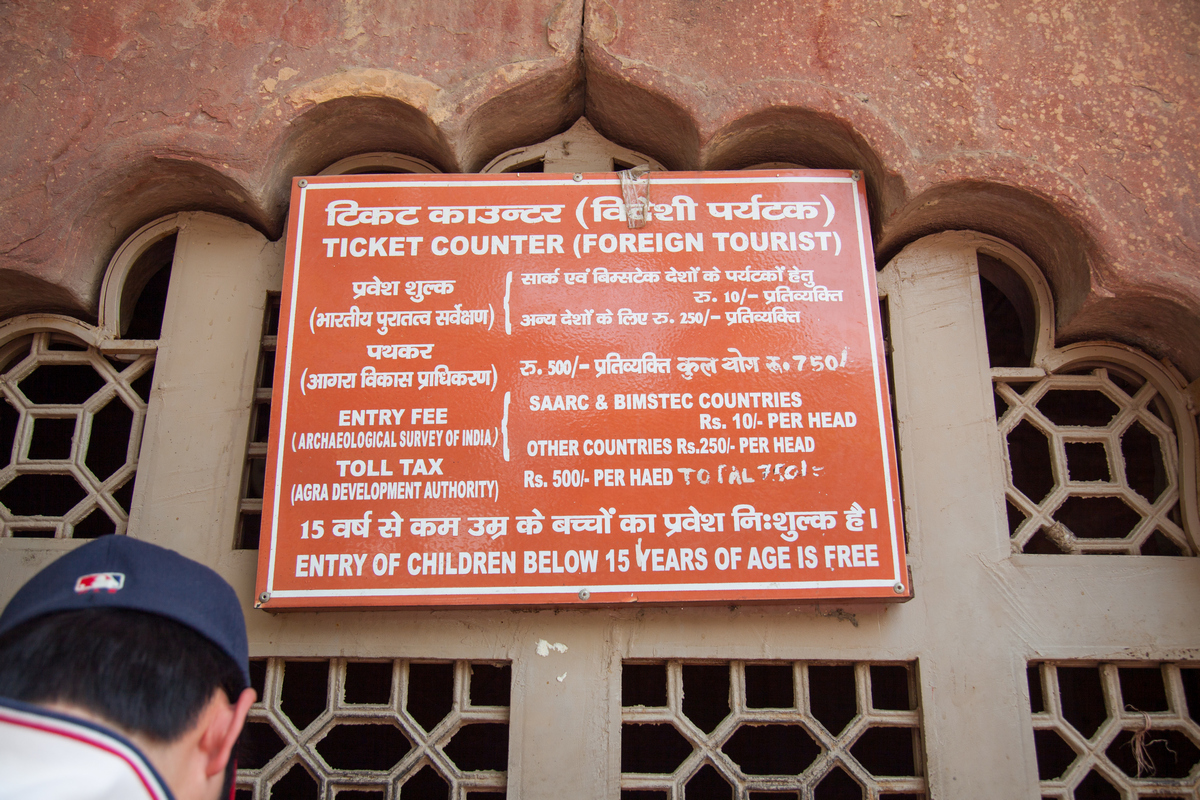 टिकट काउन्टर (विदेशी पर्यटक)
TICKET COUNTER (FOREIGN TOURIST)
प्रवेश शुल्क
(भारतीय पुरातत्व सर्वेक्षण)
सार्क एवं बिम्सटेक देशों के पर्यटकों हेतु
रु. 10/- प्रतिव्यक्ति
अन्य देशों के लिए रु. 250/- प्रतिव्यक्ति
पथकर
(आगरा विकास प्राधिकरण)
रु. 500/- प्रतिव्यक्ति कुल योग रू. 750/
ENTRY FEE
(ARCHAEOLOGICAL SURVEY OF INDIA)
SAARC & BIMSTEC COUNTRIES
Rs. 10/- PER HEAD
OTHER COUNTRIES Rs.250/- PER HEAD
TOLL TAX
(AGRA DEVELOPMENT AUTHORITY)
Rs. 500/- PER HAED TOTAL 750/-
15 वर्ष से कम उम्र के बच्चों का प्रवेश निःशुल्क है।
ENTRY OF CHILDREN BELOW 15 YEARS OF AGE IS FREE